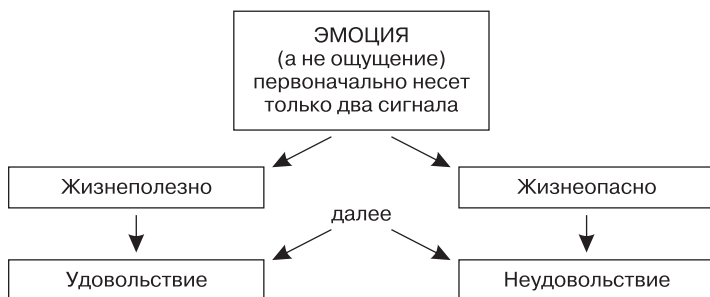 ЭМОЦИЯ
(а не ощущение)
первоначально несет
только два сигнала
Жизнеполезно
Жизнеопасно
далее
Удовольствие
Неудовольствие